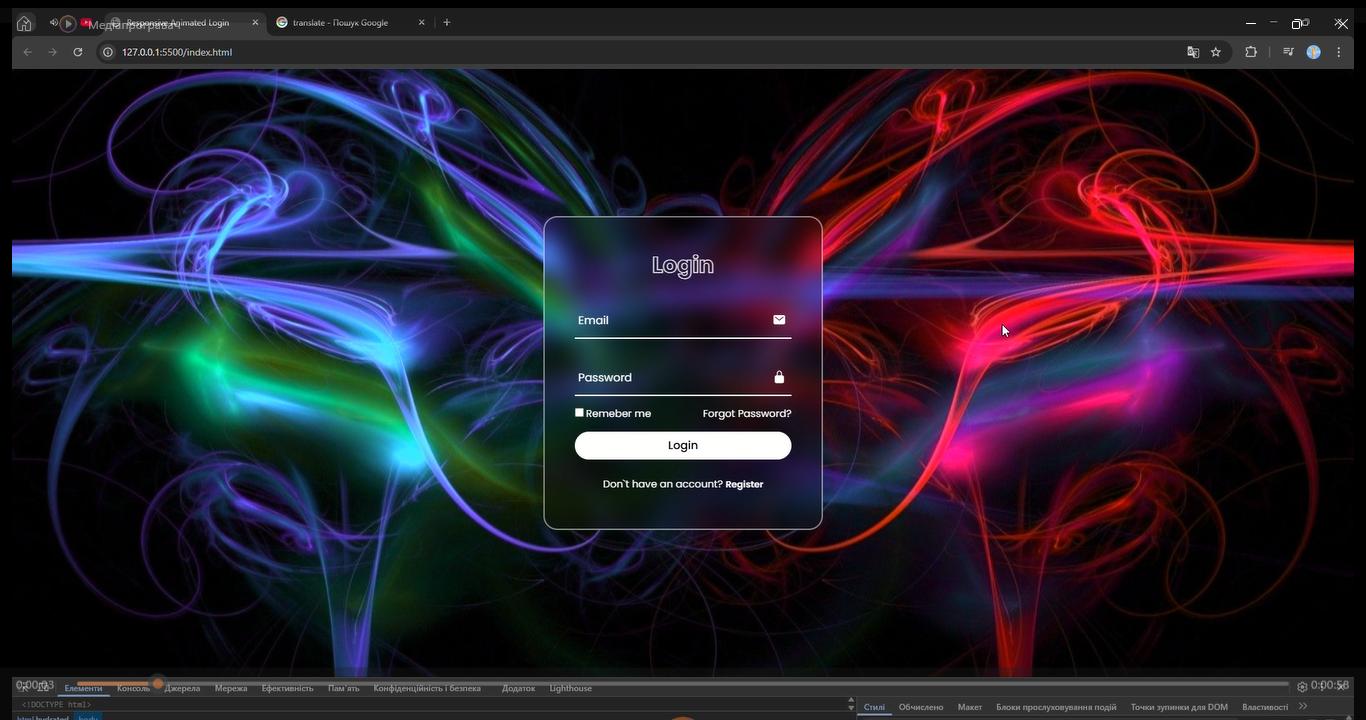 Медіапрогравач
Responsive Animated Login
translate - Пошук Google
127.0.0.1:5500/index.html
Login
Email
Password
Remeber me
Forgot Password?
Login
Don`t have an account? Register
0:00:03
0:00:58
Елементи
Консоль
Джерела
Мережа
Ефективність
Пам'ять
Конфіденційність і безпека
Додаток
Lighthouse
<!DOCTYPE html>
Стилі
Обчислено
Макет
Блоки прослуховування подій
Точки зупинки для DOM
Властивості
html.hydrated
body